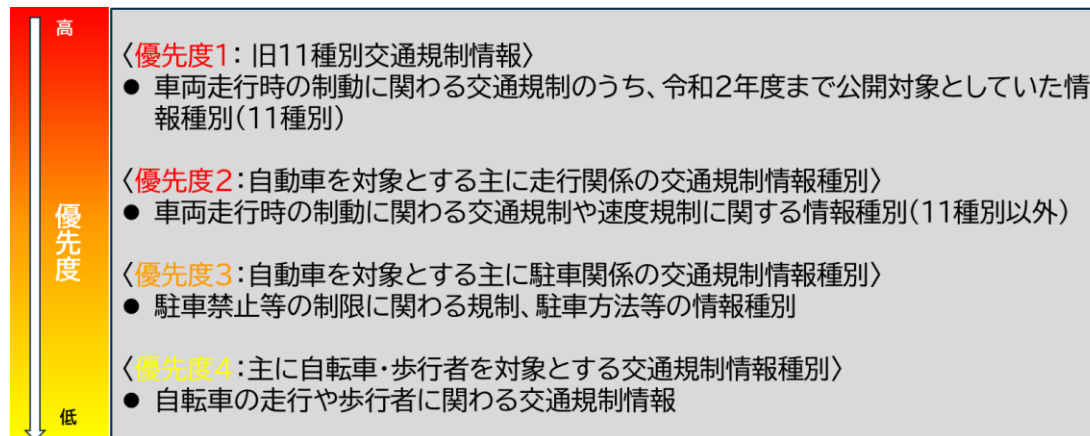 高
優先度
低
〈優先度1： 旧11種別交通規制情報〉
● 車両走行時の制動に関わる交通規制のうち、令和2年度まで公開対象としていた情
報種別(11種別)
〈優先度2：自動車を対象とする主に走行関係の交通規制情報種別〉
● 車両走行時の制動に関わる交通規制や速度規制に関する情報種別(11種別以外)
〈優先度3：自動車を対象とする主に駐車関係の交通規制情報種別〉
● 駐車禁止等の制限に関わる規制、駐車方法等の情報種別
〈優先度4：主に自転車・歩行者を対象とする交通規制情報種別〉
● 自転車の走行や歩行者に関わる交通規制情報